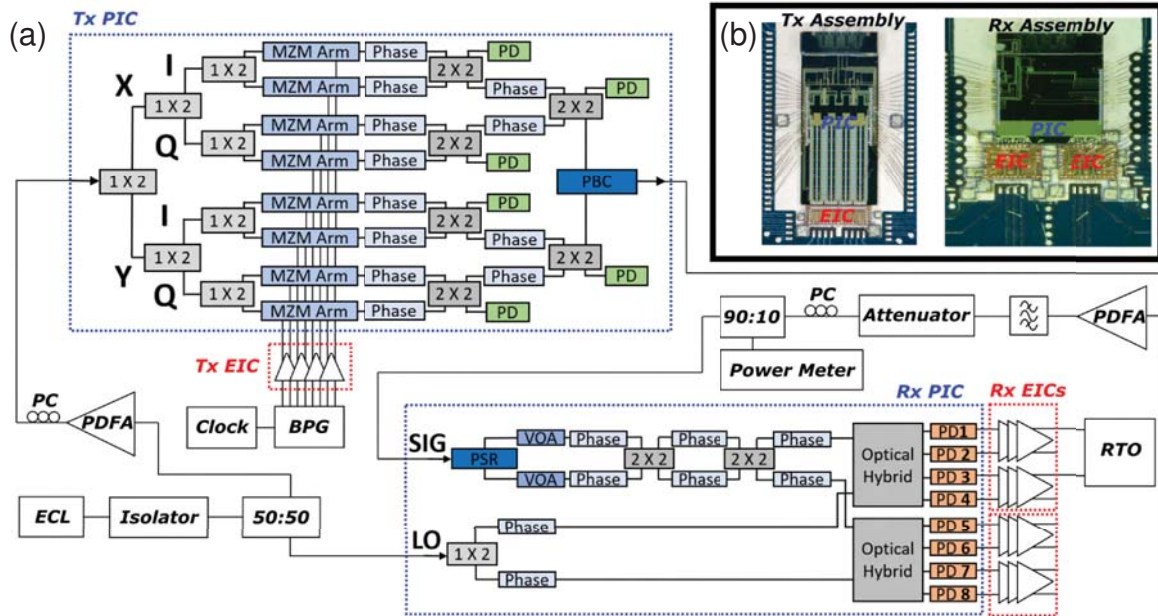 (a)
Tx PIC
X
I
Q
Y
I
Q
1 X 2
1 X 2
1 X 2
1 X 2
1 X 2
1 X 2
1 X 2
MZM Arm Phase
MZM Arm Phase
MZM Arm Phase
MZM Arm Phase
MZM Arm Phase
MZM Arm Phase
MZM Arm Phase
MZM Arm Phase
2 X 2
2 X 2
2 X 2
2 X 2
PD
Phase
PD
Phase
PD
2 X 2
PBC
PD
Phase
2 X 2
Phase
PD
PD
(b)
Tx Assembly
PIC
EIC
Rx Assembly
PIC
EIC EIC
Tx EIC
Clock
BPG
PC
PDFA
ECL
Isolator
50:50
90:10
PC
Attenuator
PDFA
Power Meter
Rx PIC
Rx EICs
SIG
PSR
VOA Phase
VOA Phase
2 X 2
Phase
Phase
2 X 2
Phase
Phase
LO
1 X 2
Phase
Phase
Optical
Hybrid
Optical
Hybrid
PD1
PD 2
PD 3
PD 4
PD 5
PD 6
PD 7
PD 8
RTO